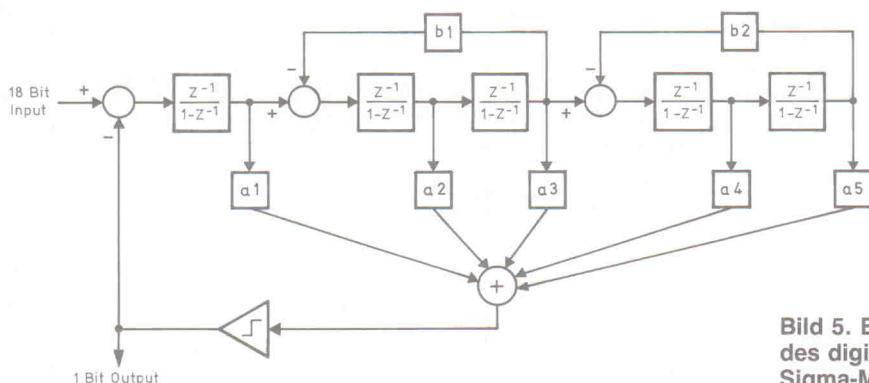 b1
b2
−
−
18 Bit
Input
+
−
Z⁻¹
1-Z⁻¹
+
Z⁻¹
1-Z⁻¹
Z⁻¹
1-Z⁻¹
+
Z⁻¹
1-Z⁻¹
Z⁻¹
1-Z⁻¹
a1
a2
a3
a4
a5
+
1 Bit Output
Bild 5.
des digi
Sigma-M